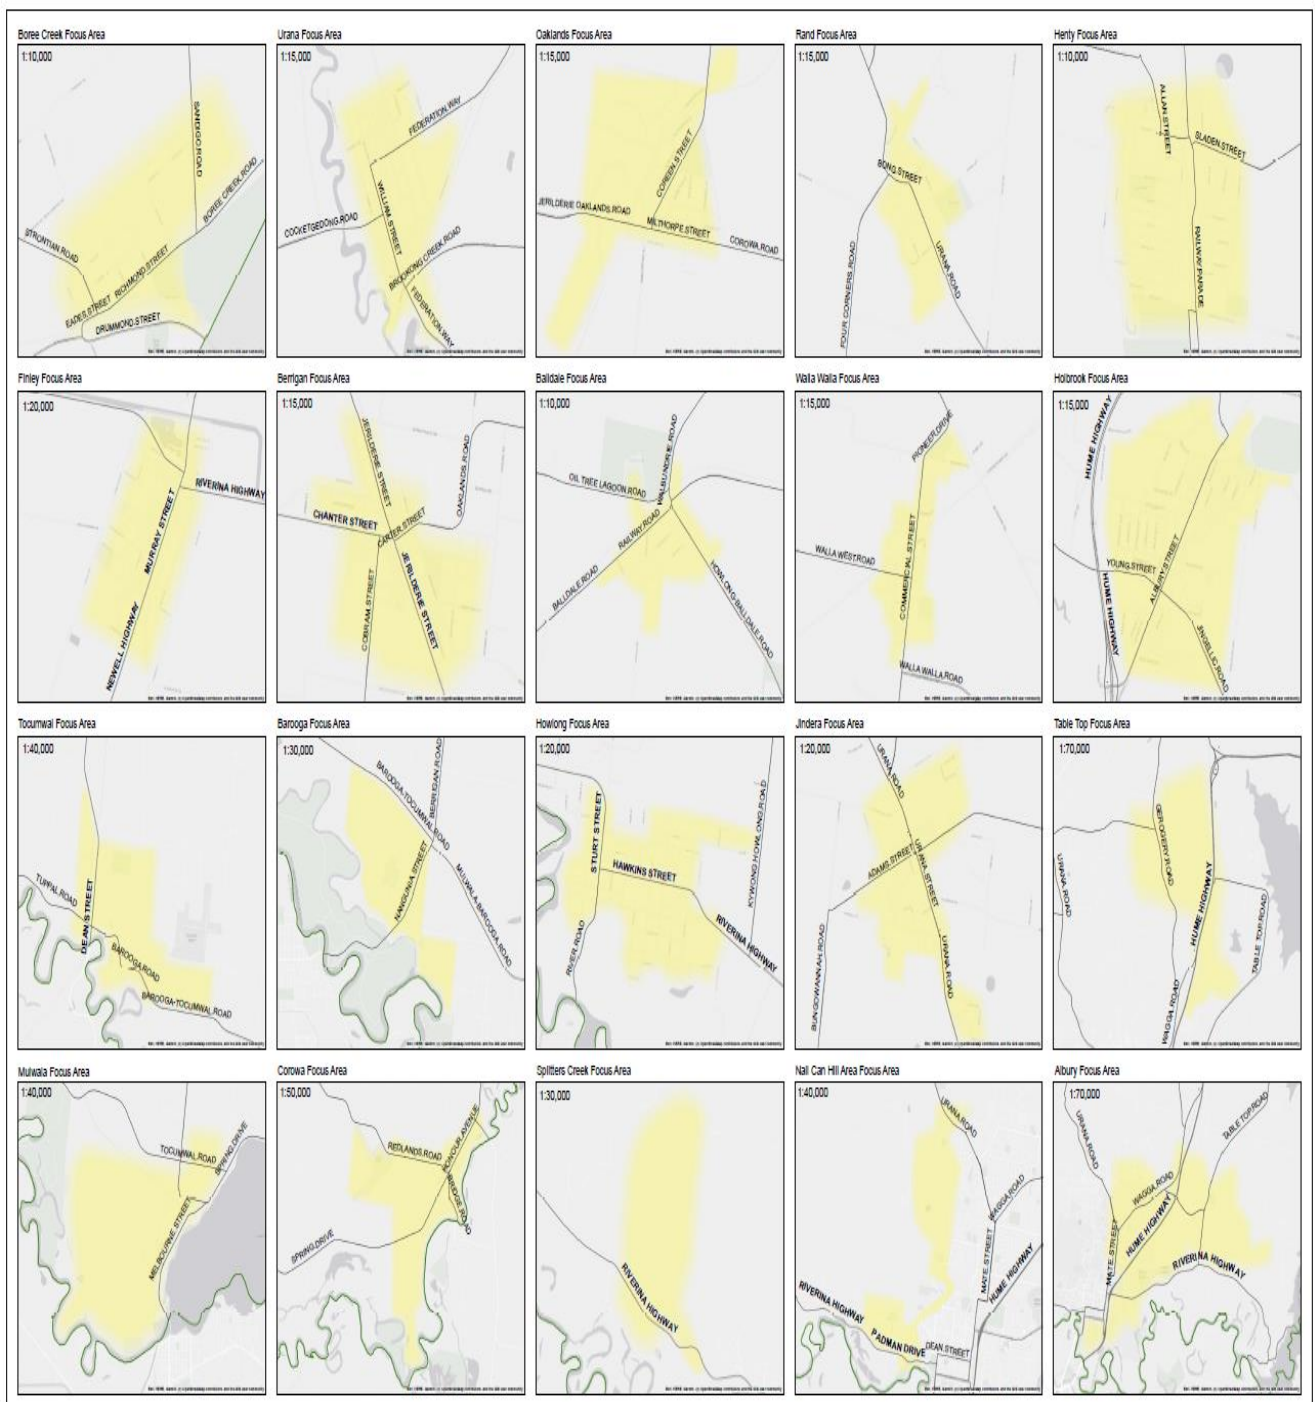 Boree Creek Focus Area
1:10,000
SANDIGO ROAD
BOREE CREEK ROAD
STRONTIAN ROAD
RICHMOND STREET
EADES STREET
DRUMMOND STREET
Urana Focus Area
1:15,000
FEDERATION WAY
WILLIAM STREET
COCKETGEDONG ROAD
BROOKONG CREEK ROAD
FEDERATION WAY
Oaklands Focus Area
1:15,000
COREEN STREET
JERILDERIE OAKLANDS ROAD
MILTHORPE STREET
COROWA ROAD
Rand Focus Area
1:15,000
BONG STREET
URANA ROAD
FOUR CORNERS ROAD
Henty Focus Area
1:10,000
ALLAN STREET
SLADEN STREET
RAILWAY PARADE
Finley Focus Area
1:20,000
RIVERINA HIGHWAY
MURRAY STREET
NEWELL HIGHWAY
Berrigan Focus Area
1:15,000
JERILDERIE STREET
OAKLANDS ROAD
CHANTER STREET
CARTER STREET
JERILDERIE STREET
COBRAM STREET
Balldale Focus Area
1:10,000
WALBUNDRIE ROAD
OIL TREE LAGOON ROAD
RAILWAY ROAD
BALLDALE ROAD
HOWLONG-BALLDALE ROAD
Walla Walla Focus Area
1:15,000
PIONEER DRIVE
COMMERCIAL STREET
WALLA WEST ROAD
WALLA WALLA ROAD
Holbrook Focus Area
1:15,000
HUME HIGHWAY
YOUNG STREET
ALBURY STREET
HUME HIGHWAY
JINGELLIC ROAD
Tocumwal Focus Area
1:40,000
TUPPAL ROAD
DEAN STREET
BAROOGA ROAD
BAROOGA-TOCUMWAL ROAD
Barooga Focus Area
1:30,000
BAROOGA-TOCUMWAL ROAD
BERRIGAN ROAD
NANGUNIA STREET
MULWALA-BAROOGA ROAD
Howlong Focus Area
1:20,000
STURT STREET
HAWKINS STREET
KYWONG HOWLONG ROAD
RIVER ROAD
RIVERINA HIGHWAY
Jindera Focus Area
1:20,000
URANA ROAD
ADAMS STREET
URANA STREET
BUNGOWANNAH ROAD
URANA ROAD
Table Top Focus Area
1:70,000
GEROGERY ROAD
URANA ROAD
HUME HIGHWAY
TABLE TOP ROAD
WAGGA ROAD
Mulwala Focus Area
1:40,000
TOCUMWAL ROAD
SPRING DRIVE
MELBOURNE STREET
Corowa Focus Area
1:50,000
HONOUR AVENUE
REDLANDS ROAD
BRIDGE ROAD
SPRING DRIVE
Splitters Creek Focus Area
1:30,000
RIVERINA HIGHWAY
Nail Can Hill Area Focus Area
1:40,000
URANA ROAD
WAGGA ROAD
MATE STREET
HUME HIGHWAY
RIVERINA HIGHWAY
PADMAN DRIVE
DEAN STREET
Albury Focus Area
1:70,000
URANA ROAD
TABLE TOP ROAD
WAGGA ROAD
HUME HIGHWAY
MATE STREET
RIVERINA HIGHWAY